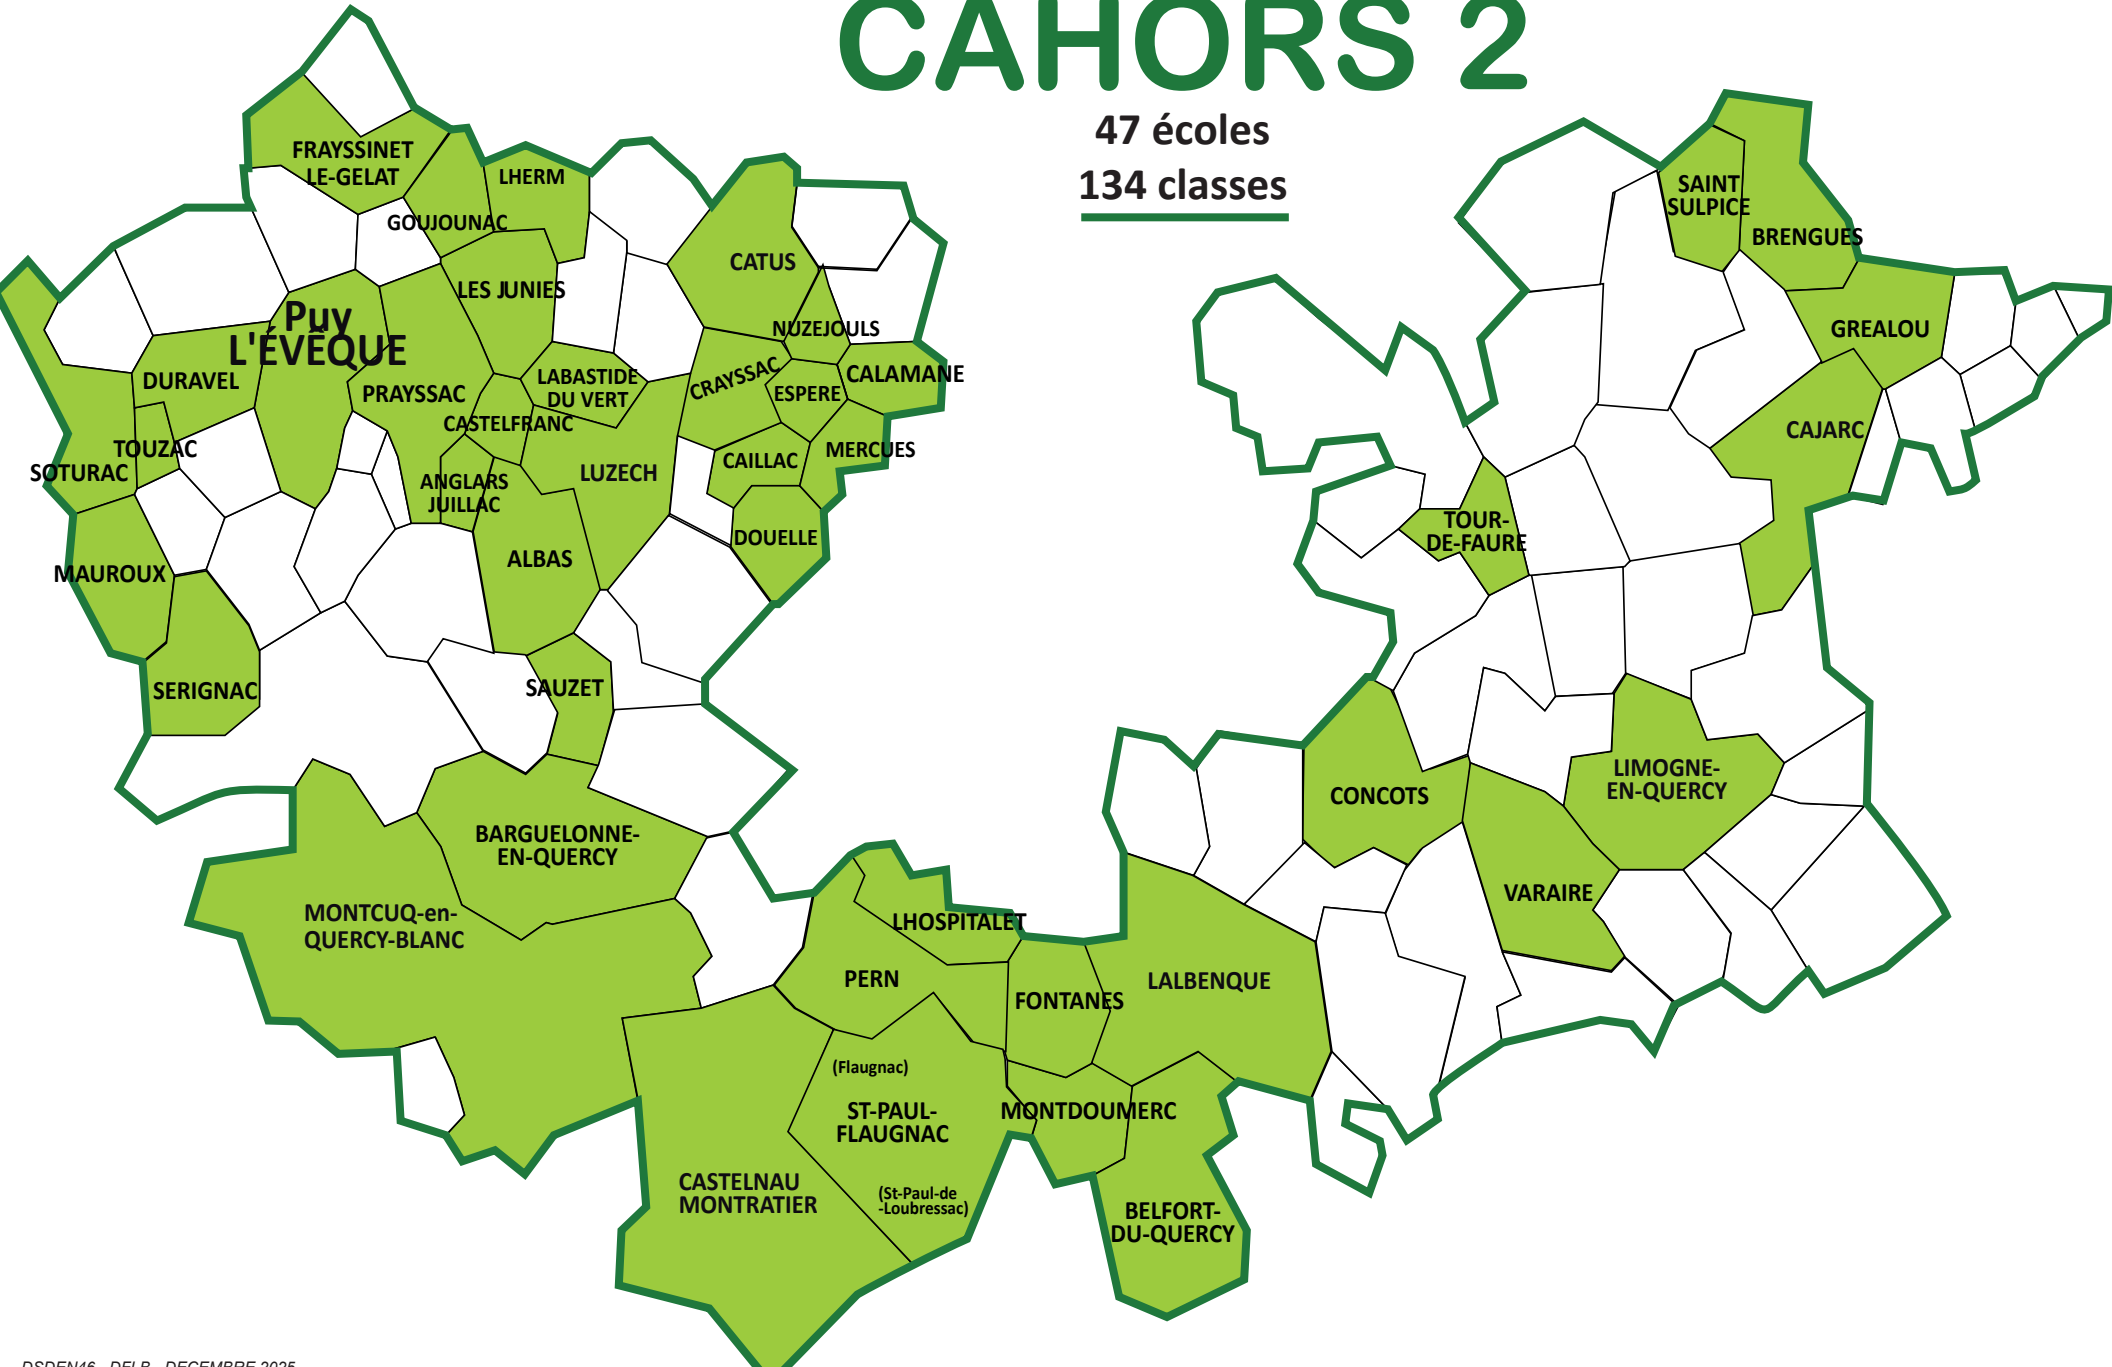 CAHORS 2
47 écoles
134 classes
FRAYSSINET
LE-GELAT
LHERM
GOUJOUNAC
CATUS
LES JUNIES
Puy
L'ÉVÊQUE
NUZEJOULS
DURAVEL
PRAYSSAC
LABASTIDE
DU VERT
CRAYSSAC
ESPERE
CALAMANE
CASTELFRANC
TOUZAC
SOTURAC
ANGLARS
JUILLAC
LUZECH
CAILLAC
MERCUES
DOUELLE
ALBAS
MAUROUX
SERIGNAC
SAUZET
BARGUELONNE-
EN-QUERCY
MONTCUQ-en-
QUERCY-BLANC
LHOSPITALET
PERN
FONTANES
LALBENQUE
(Flaugnac)
ST-PAUL-
FLAUGNAC
MONTDOUMERC
CASTELNAU
MONTRATIER
(St-Paul-de
-Loubressac)
BELFORT-
DU-QUERCY
SAINT
SULPICE
BRENGUES
GREALOU
CAJARC
TOUR-
DE-FAURE
CONCOTS
LIMOGNE-
EN-QUERCY
VARAIRE
DSDEN46 - DELB - DECEMBRE 2025